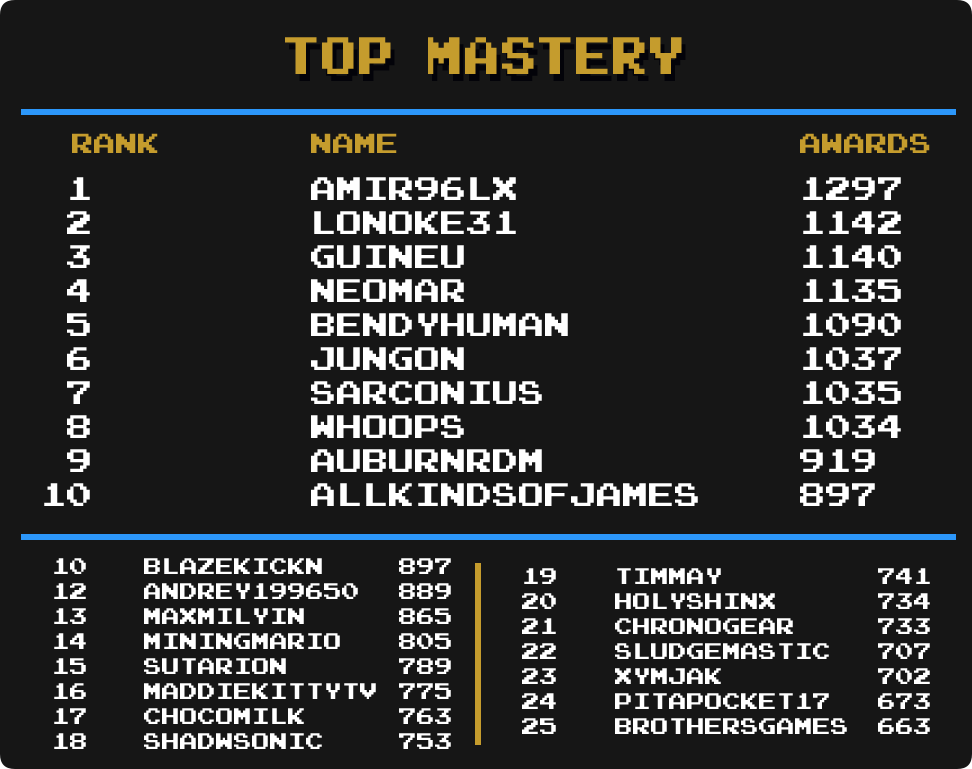 TOP MASTERY
RANK NAME AWARDS
1 AMIR96LX 1297
2 LONOKE31 1142
3 GUINEU 1140
4 NEOMAR 1135
5 BENDYHUMAN 1090
6 JUNGON 1037
7 SARCONIUS 1035
8 WHOOPS 1034
9 AUBURNRDM 919
10 ALLKINDSOFJAMES 897
10 BLAZEKICKN 897
12 ANDREY199650 889
13 MAXMILYIN 865
14 MININGMARIO 805
15 SUTARION 789
16 MADDIEKITTYTV 775
17 CHOCOMILK 763
18 SHADWSONIC 753
19 TIMMAY 741
20 HOLYSHINX 734
21 CHRONOGEAR 733
22 SLUDGEMASTIC 707
23 XYMJAK 702
24 PITAPOCKET17 673
25 BROTHERSGAMES 663